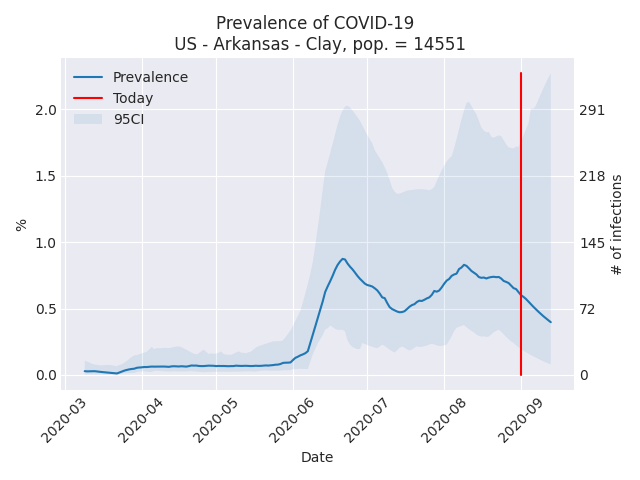 Prevalence of COVID-19
US - Arkansas - Clay, pop. = 14551
Prevalence
Today
95CI
2.0
1.5
1.0
0.5
0.0
%
291
218
145
72
0
# of infections
2020-03
2020-04
2020-05
2020-06
2020-07
2020-08
2020-09
Date